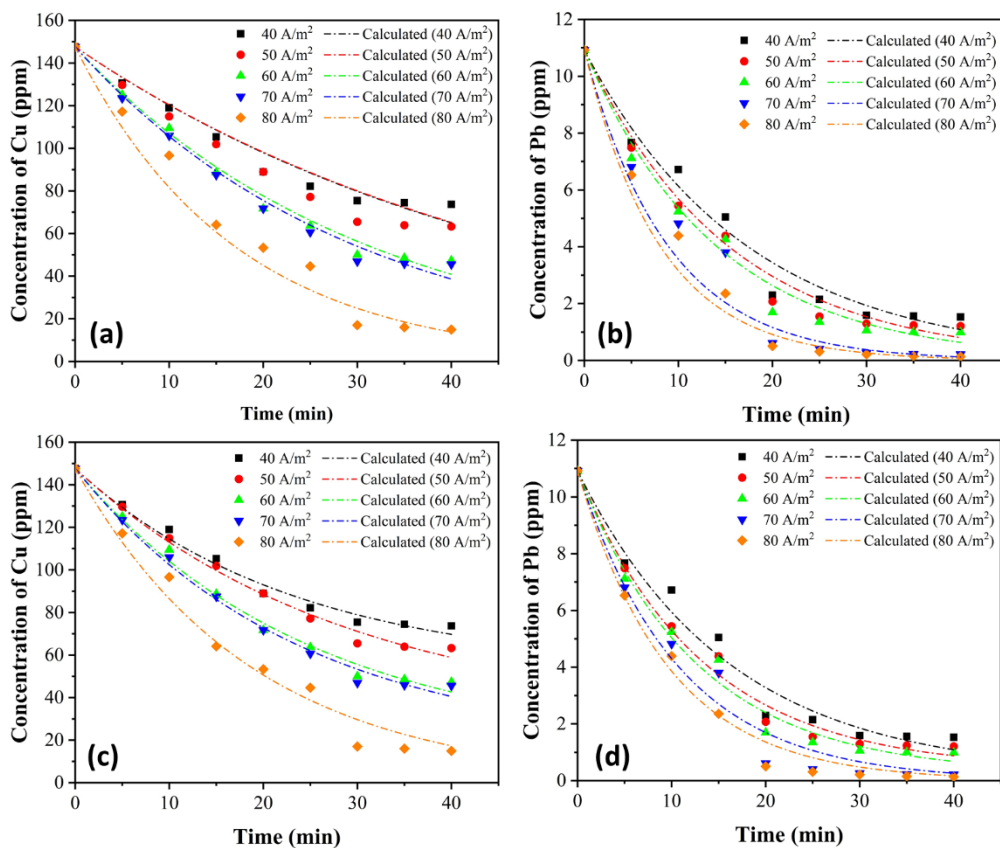 160
140
120
100
80
60
40
20
0
Concentration of Cu (ppm)
40 A/m²
50 A/m²
60 A/m²
70 A/m²
80 A/m²
Calculated (40 A/m²)
Calculated (50 A/m²)
Calculated (60 A/m²)
Calculated (70 A/m²)
Calculated (80 A/m²)
(a)
0 10 20 30 40
Time (min)
12
10
8
6
4
2
0
Concentration of Pb (ppm)
40 A/m²
50 A/m²
60 A/m²
70 A/m²
80 A/m²
Calculated (40 A/m²)
Calculated (50 A/m²)
Calculated (60 A/m²)
Calculated (70 A/m²)
Calculated (80 A/m²)
(b)
0 10 20 30 40
Time (min)
160
140
120
100
80
60
40
20
0
Concentration of Cu (ppm)
40 A/m²
50 A/m²
60 A/m²
70 A/m²
80 A/m²
Calculated (40 A/m²)
Calculated (50 A/m²)
Calculated (60 A/m²)
Calculated (70 A/m²)
Calculated (80 A/m²)
(c)
0 10 20 30 40
Time (min)
12
10
8
6
4
2
0
Concentration of Pb (ppm)
40 A/m²
50 A/m²
60 A/m²
70 A/m²
80 A/m²
Calculated (40 A/m²)
Calculated (50 A/m²)
Calculated (60 A/m²)
Calculated (70 A/m²)
Calculated (80 A/m²)
(d)
0 10 20 30 40
Time (min)